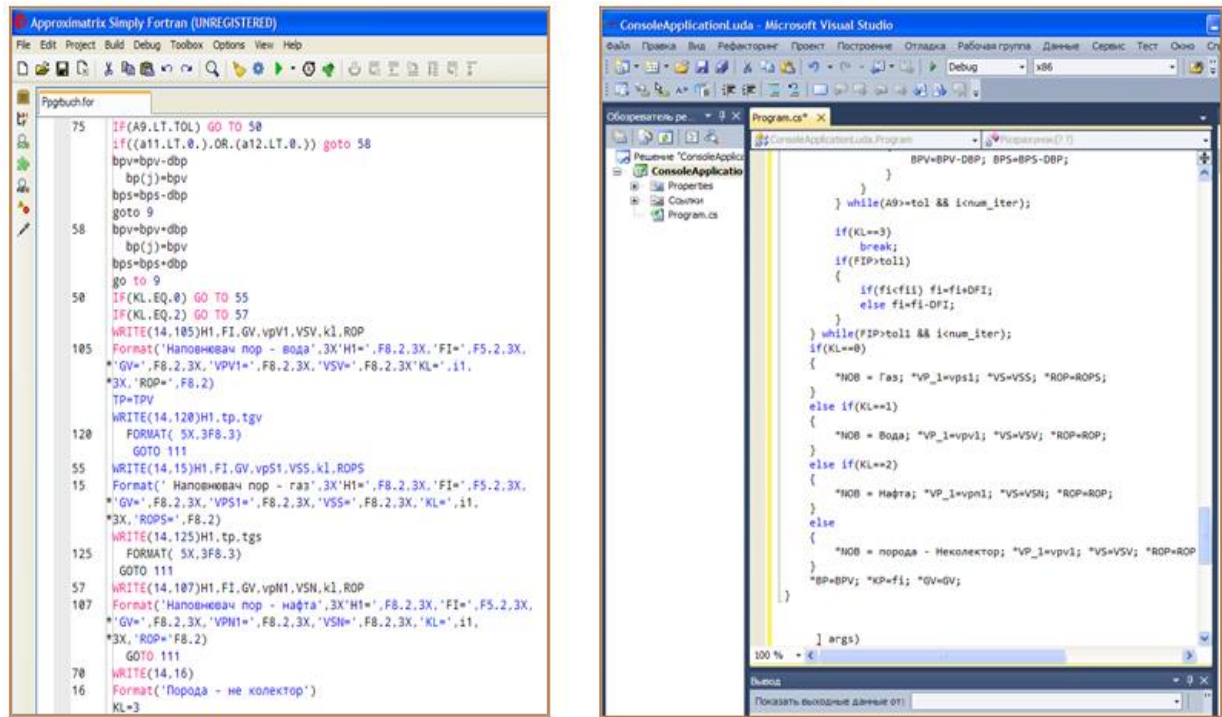 Approximatrix Simply Fortran (UNREGISTERED)
File Edit Project Build Debug Toolbox Options View Help
Ppgrbuch.for
75 IF(A9.LT.TOL) GO TO 50
if((a11.LT.0.).OR.(a12.LT.0.)) goto 58
bpv=bpv-dbp
bp(j)=bpv
bps=bps-dbp
goto 9
58 bpv=bpv+dbp
bp(j)=bpv
bps=bps+dbp
go to 9
50 IF(KL.EQ.0) GO TO 55
IF(KL.EQ.2) GO TO 57
WRITE(14,105)H1,FI,GV,vpV1,VSV,kl,ROP
105 Format('Наповнювач пор - вода',3X'H1=',F8.2,3X,'FI=',F5.2,3X,
*'GV=',F8.2,3X,'VPV1=',F8.2,3X,'VSV=',F8.2,3X'KL=',i1,
*3X,'ROP=',F8.2)
TP=TPV
WRITE(14,120)H1,tp,tgv
120 FORMAT( 5X,3F8.3)
GOTO 111
55 WRITE(14,15)H1,FI,GV,vpS1,VSS,kl,ROPS
15 Format(' Наповнювач пор - газ',3X'H1=',F8.2,3X,'FI=',F5.2,3X,
*'GV=',F8.2,3X,'VPS1=',F8.2,3X,'VSS=',F8.2,3X,'KL=',i1,
*3X,'ROPS=',F8.2)
WRITE(14,125)H1,tp,tgs
125 FORMAT( 5X,3F8.3)
GOTO 111
57 WRITE(14,107)H1,FI,GV,vpN1,VSN,kl,ROP
107 Format('Наповнювач пор - нафта',3X'H1=',F8.2,3X,'FI=',F5.2,3X,
*'GV=',F8.2,3X,'VPN1=',F8.2,3X,'VSN=',F8.2,3X,'KL=',i1,
*3X,'ROP='F8.2)
GOTO 111
70 WRITE(14,16)
16 Format('Порода - не колектор')
KL=3
ConsoleApplicationLuda - Microsoft Visual Studio
Файл Правка Вид Рефакторинг Проект Построение Отладка Рабочая группа Данные Сервис Тест Окно Сп
Debug x86
Обозреватель ре...
Решение "ConsoleApplica
ConsoleApplicatio
Properties
Ссылки
Program.cs
Program.cs*
ConsoleApplicationLuda.Program
BPV=BPV-DBP; BPS=BPS-DBP;
}
}
} while(A9>=tol && i<num_iter);
if(KL==3)
break;
if(FIP>tol1)
{
if(fi<fii) fi=fi+DFI;
else fi=fi-DFI;
}
} while(FIP>tol1 && i<num_iter);
if(KL==0)
{
*NOB = Газ; *VP_1=vps1; *VS=VSS; *ROP=ROPS;
}
else if(KL==1)
{
*NOB = Вода; *VP_1=vpv1; *VS=VSV; *ROP=ROP;
}
else if(KL==2)
{
*NOB = Нафта; *VP_1=vpn1; *VS=VSN; *ROP=ROP;
}
else
{
*NOB = порода - Неколектор; *VP_1=vpv1; *VS=VSV; *ROP=ROP
}
*BP=BPV; *KP=fi; *GV=GV;
}
] args)
100 %
Вывод
Показать выходные данные от: